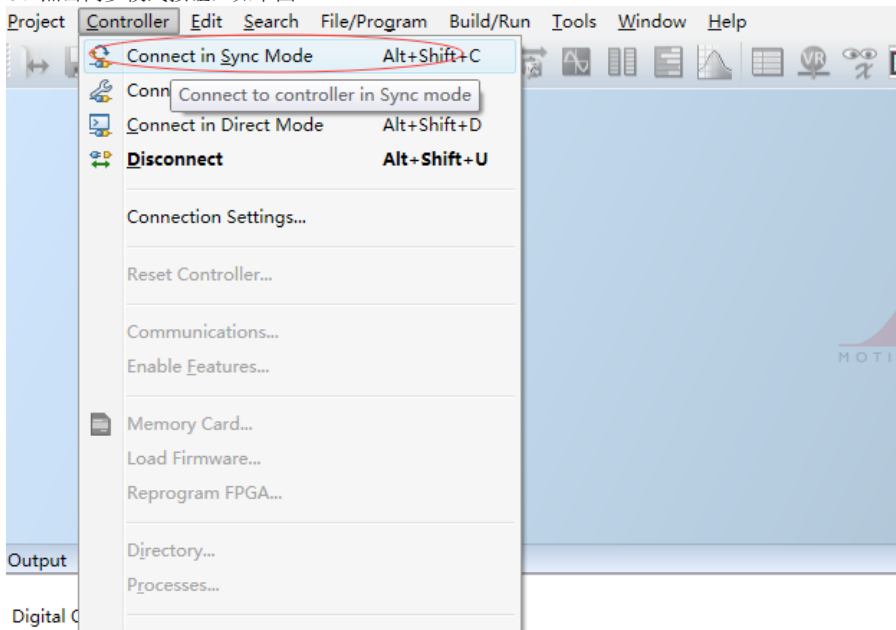 Project Controller Edit Search File/Program Build/Run Tools Window Help
Connect in Sync Mode Alt+Shift+C
Conn
Connect to controller in Sync mode
Connect in Direct Mode Alt+Shift+D
Disconnect Alt+Shift+U
Connection Settings...
Reset Controller...
Communications...
Enable Features...
MOTI
Memory Card...
Load Firmware...
Reprogram FPGA...
Directory...
Output
Processes...
Digital
VR